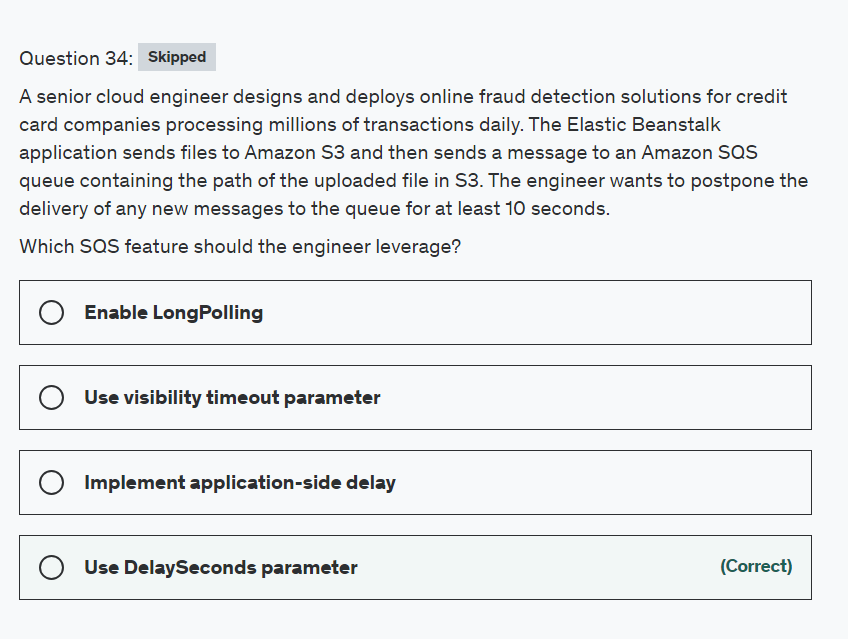 Question 34: Skipped
A senior cloud engineer designs and deploys online fraud detection solutions for credit
card companies processing millions of transactions daily. The Elastic Beanstalk
application sends files to Amazon S3 and then sends a message to an Amazon SQS
queue containing the path of the uploaded file in S3. The engineer wants to postpone the
delivery of any new messages to the queue for at least 10 seconds.
Which SQS feature should the engineer leverage?
Enable LongPolling
Use visibility timeout parameter
Implement application-side delay
Use DelaySeconds parameter (Correct)